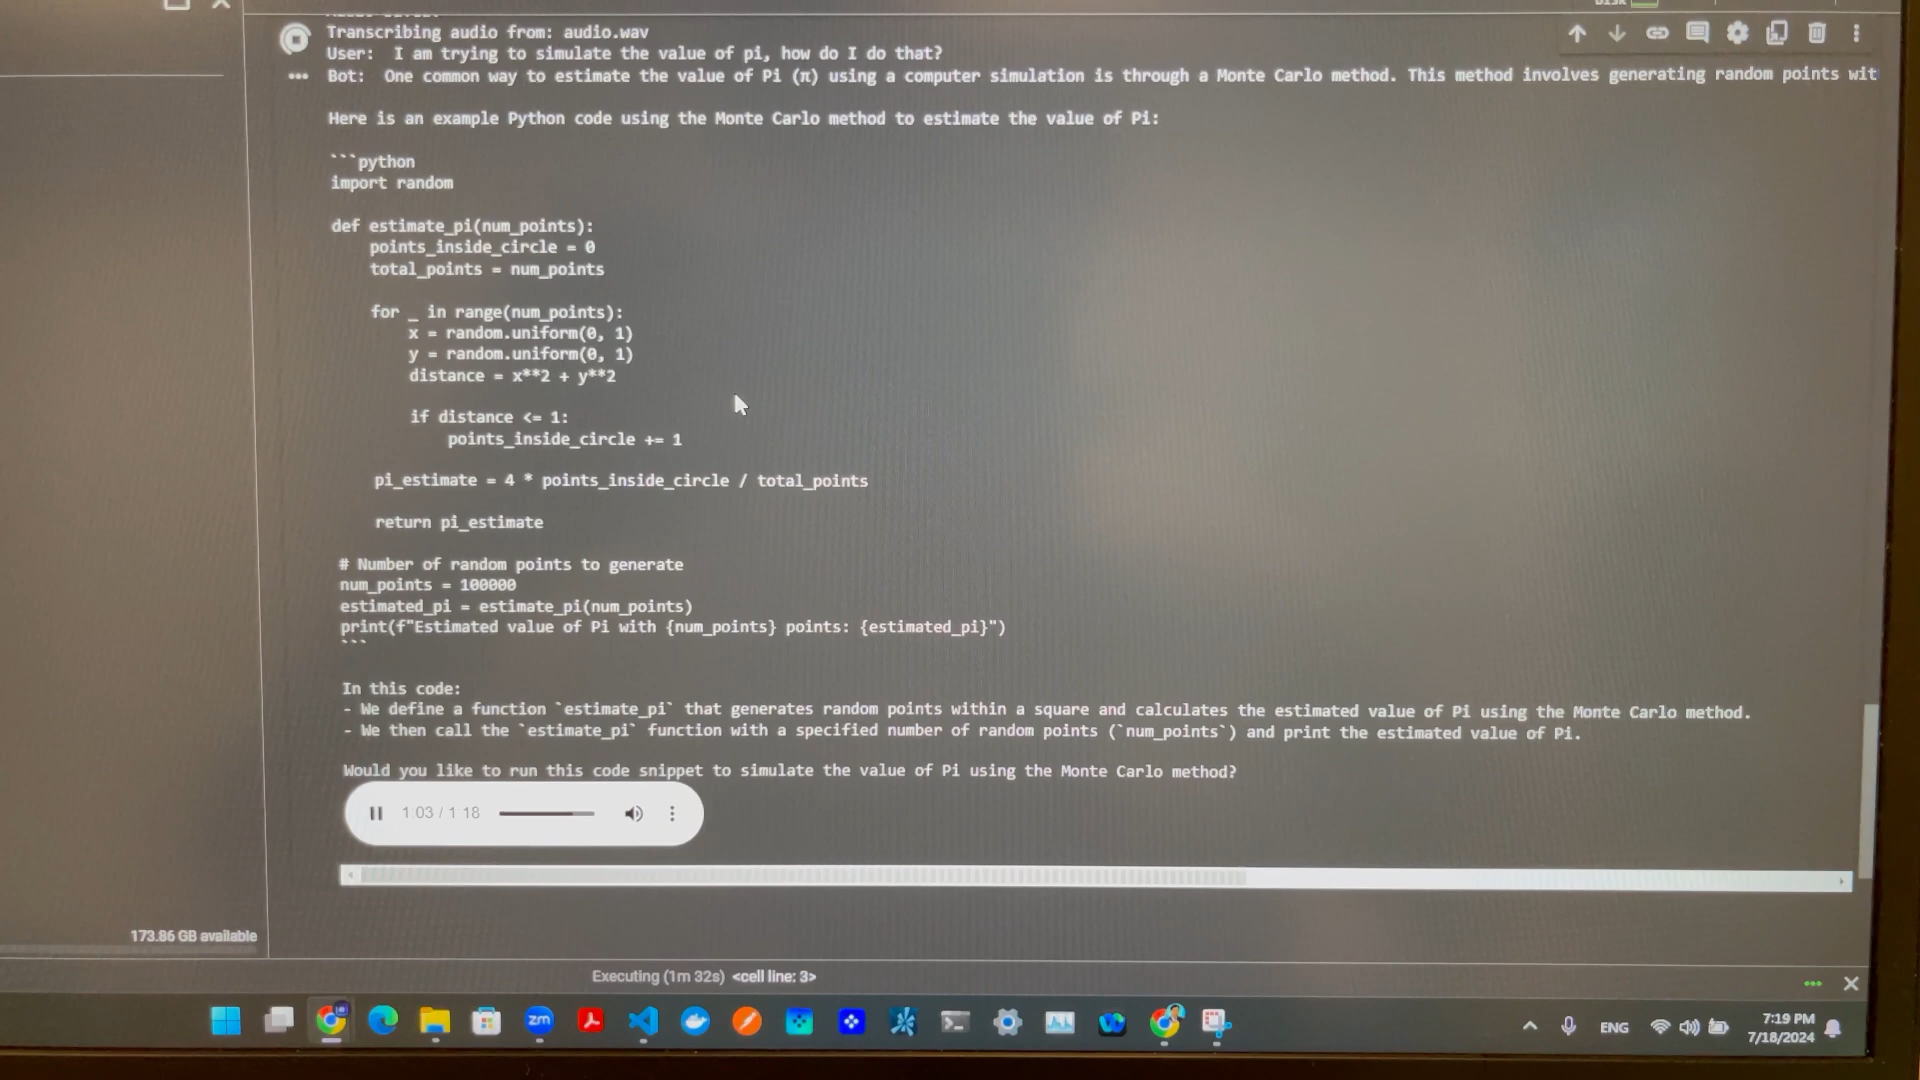 Disk
Transcribing audio from: audio.wav
User:  I am trying to simulate the value of pi, how do I do that?
Bot:  One common way to estimate the value of Pi (π) using a computer simulation is through a Monte Carlo method. This method involves generating random points wit
Here is an example Python code using the Monte Carlo method to estimate the value of Pi:
```python
import random
def estimate_pi(num_points):
    points_inside_circle = 0
    total_points = num_points
    for _ in range(num_points):
        x = random.uniform(0, 1)
        y = random.uniform(0, 1)
        distance = x**2 + y**2
        if distance <= 1:
            points_inside_circle += 1
    pi_estimate = 4 * points_inside_circle / total_points
    return pi_estimate
# Number of random points to generate
num_points = 100000
estimated_pi = estimate_pi(num_points)
print(f"Estimated value of Pi with {num_points} points: {estimated_pi}")
```
In this code:
- We define a function `estimate_pi` that generates random points within a square and calculates the estimated value of Pi using the Monte Carlo method.
- We then call the `estimate_pi` function with a specified number of random points (`num_points`) and print the estimated value of Pi.
Would you like to run this code snippet to simulate the value of Pi using the Monte Carlo method?
1:03 / 1:18
173.86 GB available
Executing (1m 32s) <cell line: 3>
zm
ENG
7:19 PM
7/18/2024